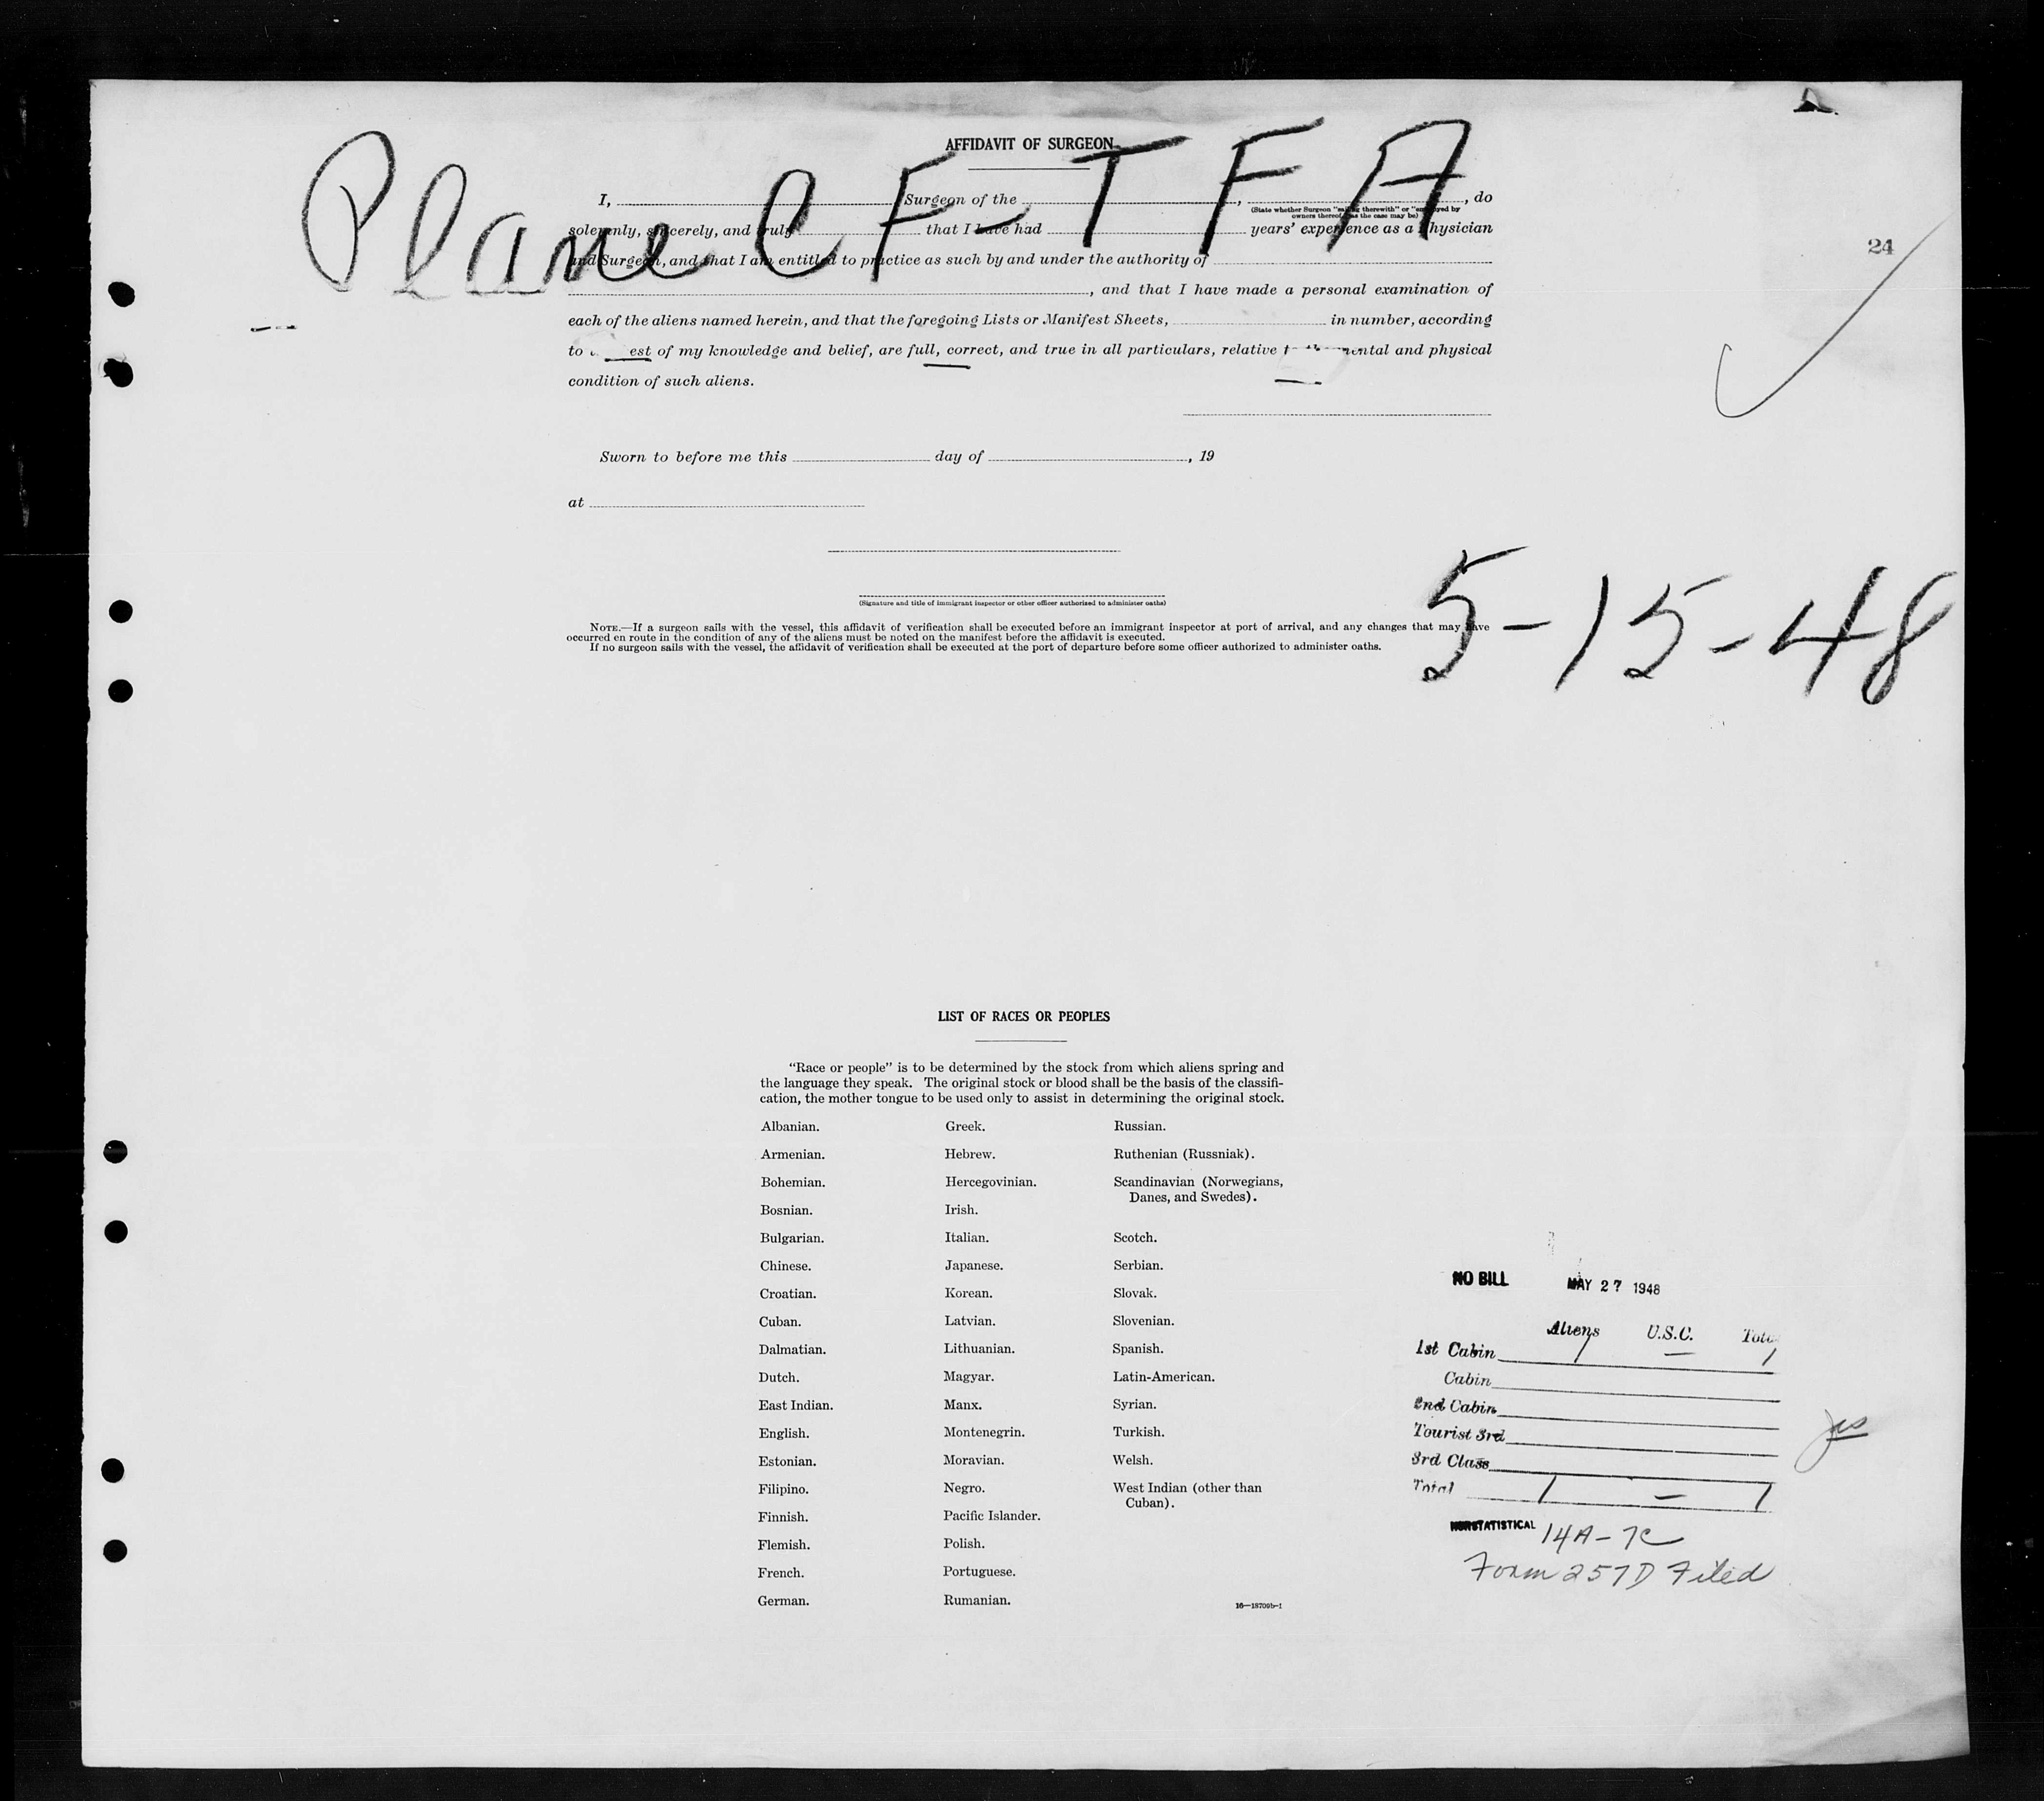 AFFIDAVIT OF SURGEON
Plane CF-TFA
I, Surgeon of the , , do
(State whether Surgeon "sailing therewith" or "employed by
owners thereof," as the case may be)
solemnly, sincerely, and truly that I have had years' experience as a Physician
24
and Surgeon, and that I am entitled to practice as such by and under the authority of
, and that I have made a personal examination of
each of the aliens named herein, and that the foregoing Lists or Manifest Sheets, in number, according
to est of my knowledge and belief, are full, correct, and true in all particulars, relative mental and physical
condition of such aliens.
Sworn to before me this day of , 19
at
(Signature and title of immigrant inspector or other officer authorized to administer oaths)
5-15-48
NOTE.—If a surgeon sails with the vessel, this affidavit of verification shall be executed before an immigrant inspector at port of arrival, and any changes that may have
occurred en route in the condition of any of the aliens must be noted on the manifest before the affidavit is executed.
If no surgeon sails with the vessel, the affidavit of verification shall be executed at the port of departure before some officer authorized to administer oaths.
LIST OF RACES OR PEOPLES
"Race or people" is to be determined by the stock from which aliens spring and
the language they speak. The original stock or blood shall be the basis of the classifi-
cation, the mother tongue to be used only to assist in determining the original stock.
Albanian. Greek. Russian.
Armenian. Hebrew. Ruthenian (Russniak).
Bohemian. Hercegovinian. Scandinavian (Norwegians,
Danes, and Swedes).
Bosnian. Irish.
Bulgarian. Italian. Scotch.
Chinese. Japanese. Serbian.
Croatian. Korean. Slovak.
Cuban. Latvian. Slovenian.
Dalmatian. Lithuanian. Spanish.
Dutch. Magyar. Latin-American.
East Indian. Manx. Syrian.
English. Montenegrin. Turkish.
Estonian. Moravian. Welsh.
Filipino. Negro. West Indian (other than
Cuban).
Finnish. Pacific Islander.
Flemish. Polish.
French. Portuguese.
German. Rumanian.
16—18709b-1
NO BILL MAY 27 1948
Aliens U.S.C. Tot
1st Cabin 1 — 1
Cabin
2nd Cabin
Tourist 3rd
3rd Class
Total 1 — 1
NONSTATISTICAL 14A-7C
Form 257D Filed